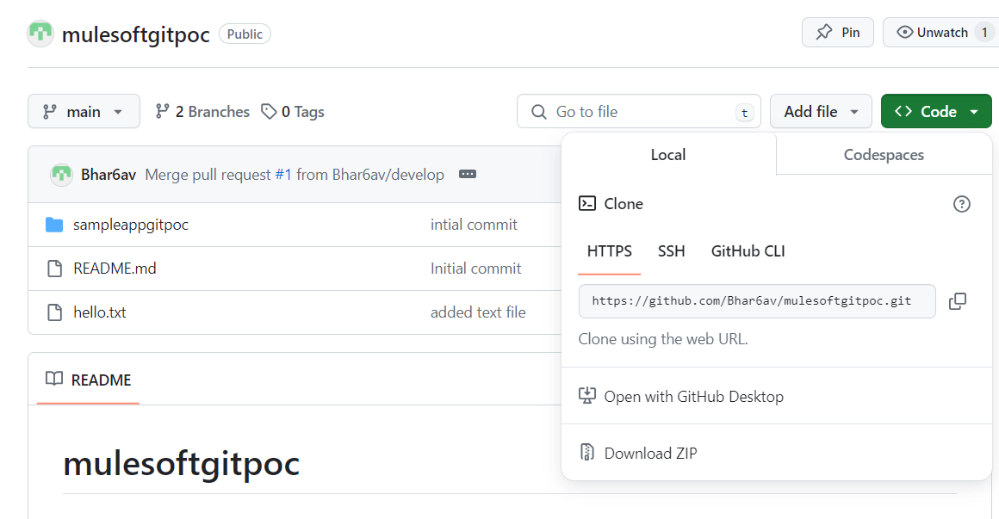 mulesoftgitpoc Public Pin Unwatch 1
main 2 Branches 0 Tags Go to file t Add file Code
Bhar6av Merge pull request #1 from Bhar6av/develop
sampleappgitpoc intial commit
README.md Initial commit
hello.txt added text file
README
mulesoftgitpoc
Local Codespaces
Clone
HTTPS SSH GitHub CLI
https://github.com/Bhar6av/mulesoftgitpoc.git
Clone using the web URL.
Open with GitHub Desktop
Download ZIP